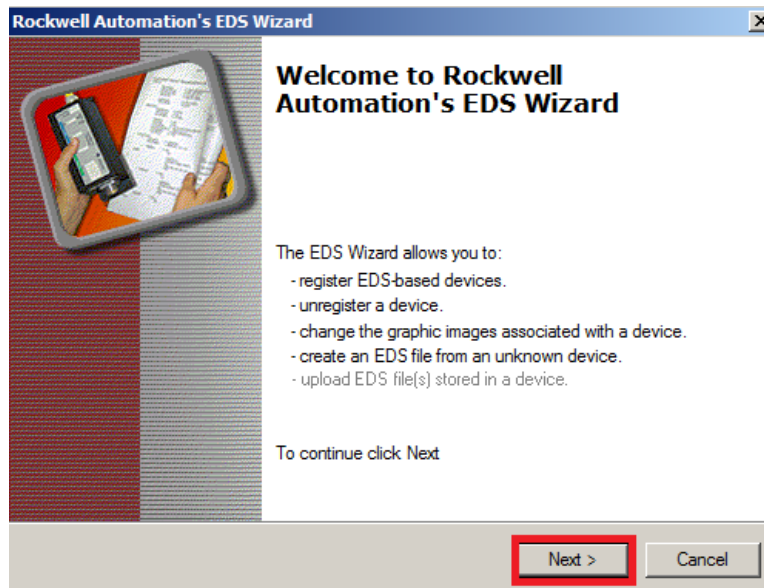 Rockwell Automation's EDS Wizard
Welcome to Rockwell
Automation's EDS Wizard
The EDS Wizard allows you to:
- register EDS-based devices.
- unregister a device.
- change the graphic images associated with a device.
- create an EDS file from an unknown device.
- upload EDS file(s) stored in a device.
To continue click Next
Next >
Cancel